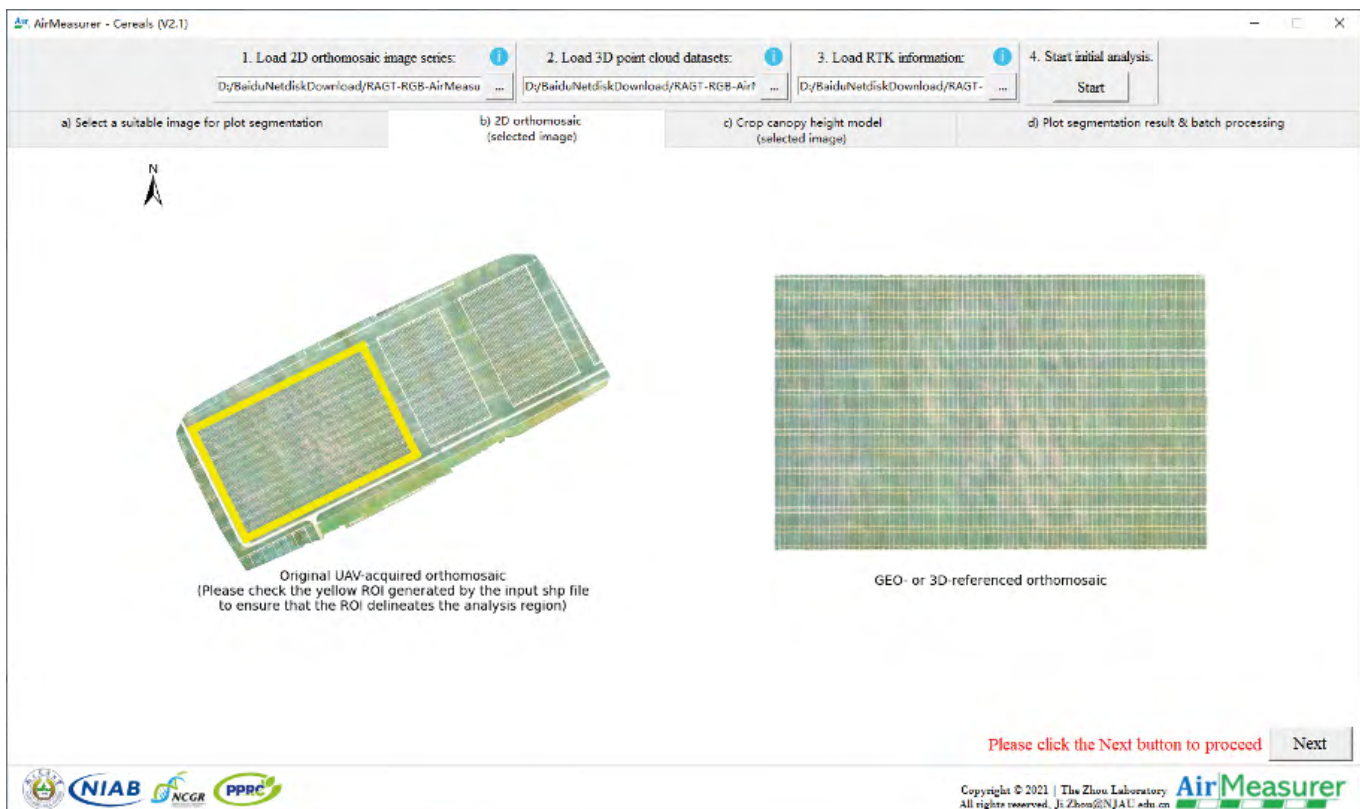 AirMeasurer - Cereals (V2.1)
1. Load 2D orthomosaic image series:
2. Load 3D point cloud datasets:
3. Load RTK information:
4. Start initial analysis:
D:/BaiduNetdiskDownload/RAGT-RGB-AirMeasu
...
D:/BaiduNetdiskDownload/RAGT-RGB-AirM
...
D:/BaiduNetdiskDownload/RAGT-
...
Start
a) Select a suitable image for plot segmentation
b) 2D orthomosaic
(selected image)
c) Crop canopy height model
(selected image)
d) Plot segmentation result & batch processing
N
Original UAV-acquired orthomosaic
(Please check the yellow ROI generated by the input shp file
to ensure that the ROI delineates the analysis region)
GEO- or 3D-referenced orthomosaic
Please click the Next button to proceed
Next
NIAB
NCGR
PPRC
Copyright © 2021 | The Zhou Laboratory
All rights reserved, Ji.Zhou@NJAU.edu.cn
AirMeasurer